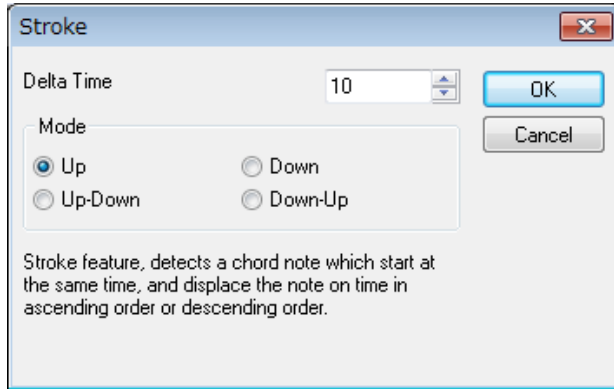 Stroke
Delta Time 10 OK
Mode Cancel
Up Down
Up-Down Down-Up
Stroke feature, detects a chord note which start at
the same time, and displace the note on time in
ascending order or descending order.